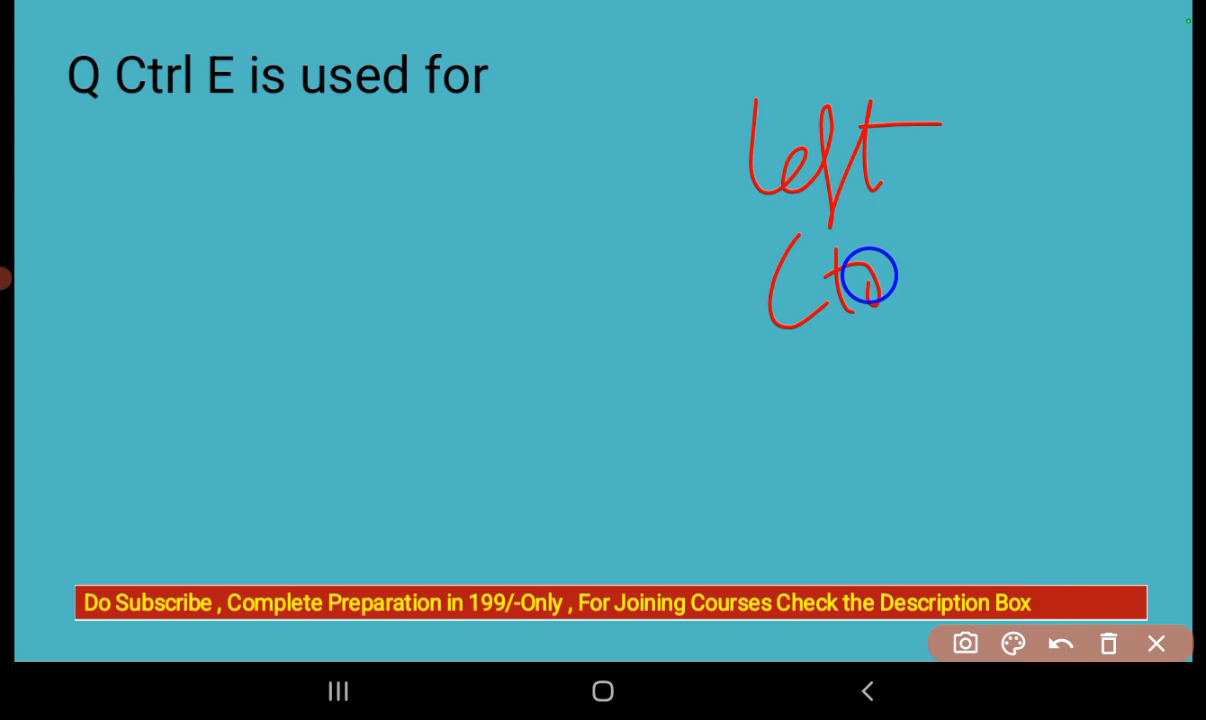 Q Ctrl E is used for
Left
Do Subscribe , Complete Preparation in 199/-Only , For Joining Courses Check the Description Box